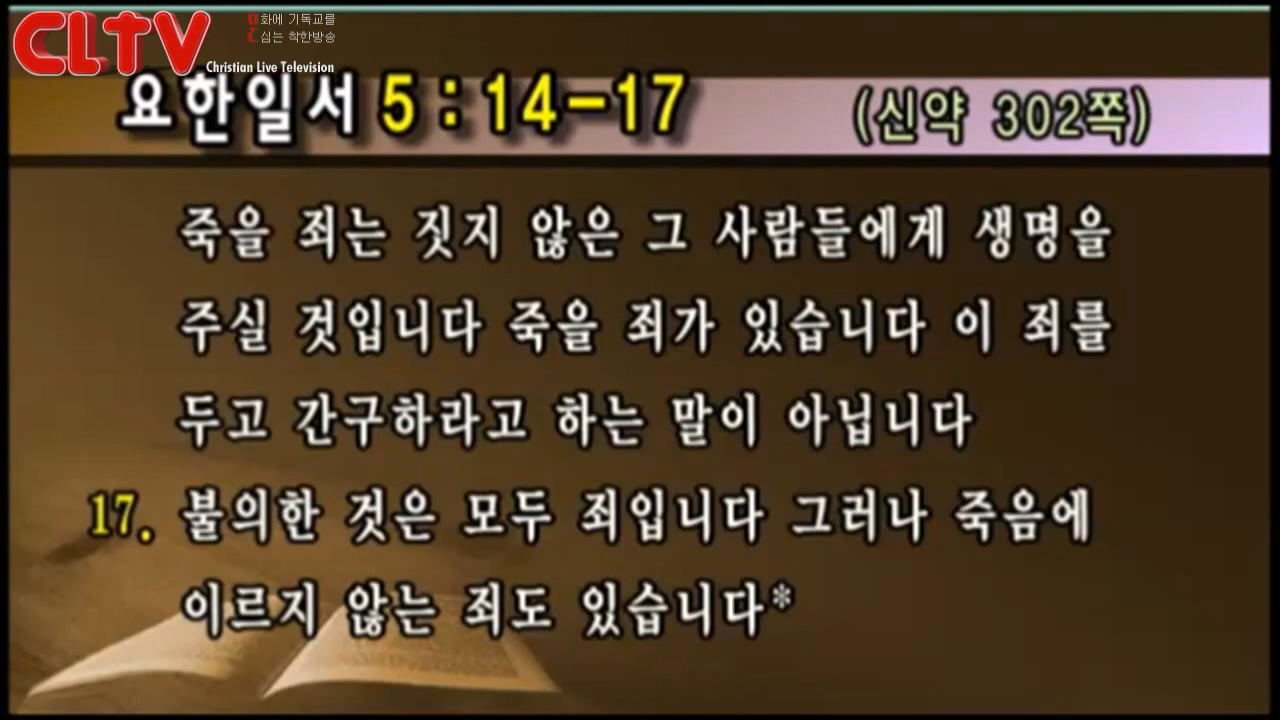 CLTV
문화에 기독교를
심는 착한방송
Christian Live Television
요한일서 5:14-17 (신약 302쪽)
죽을 죄는 짓지 않은 그 사람들에게 생명을
주실 것입니다 죽을 죄가 있습니다 이 죄를
두고 간구하라고 하는 말이 아닙니다
17. 불의한 것은 모두 죄입니다 그러나 죽음에
이르지 않는 죄도 있습니다*